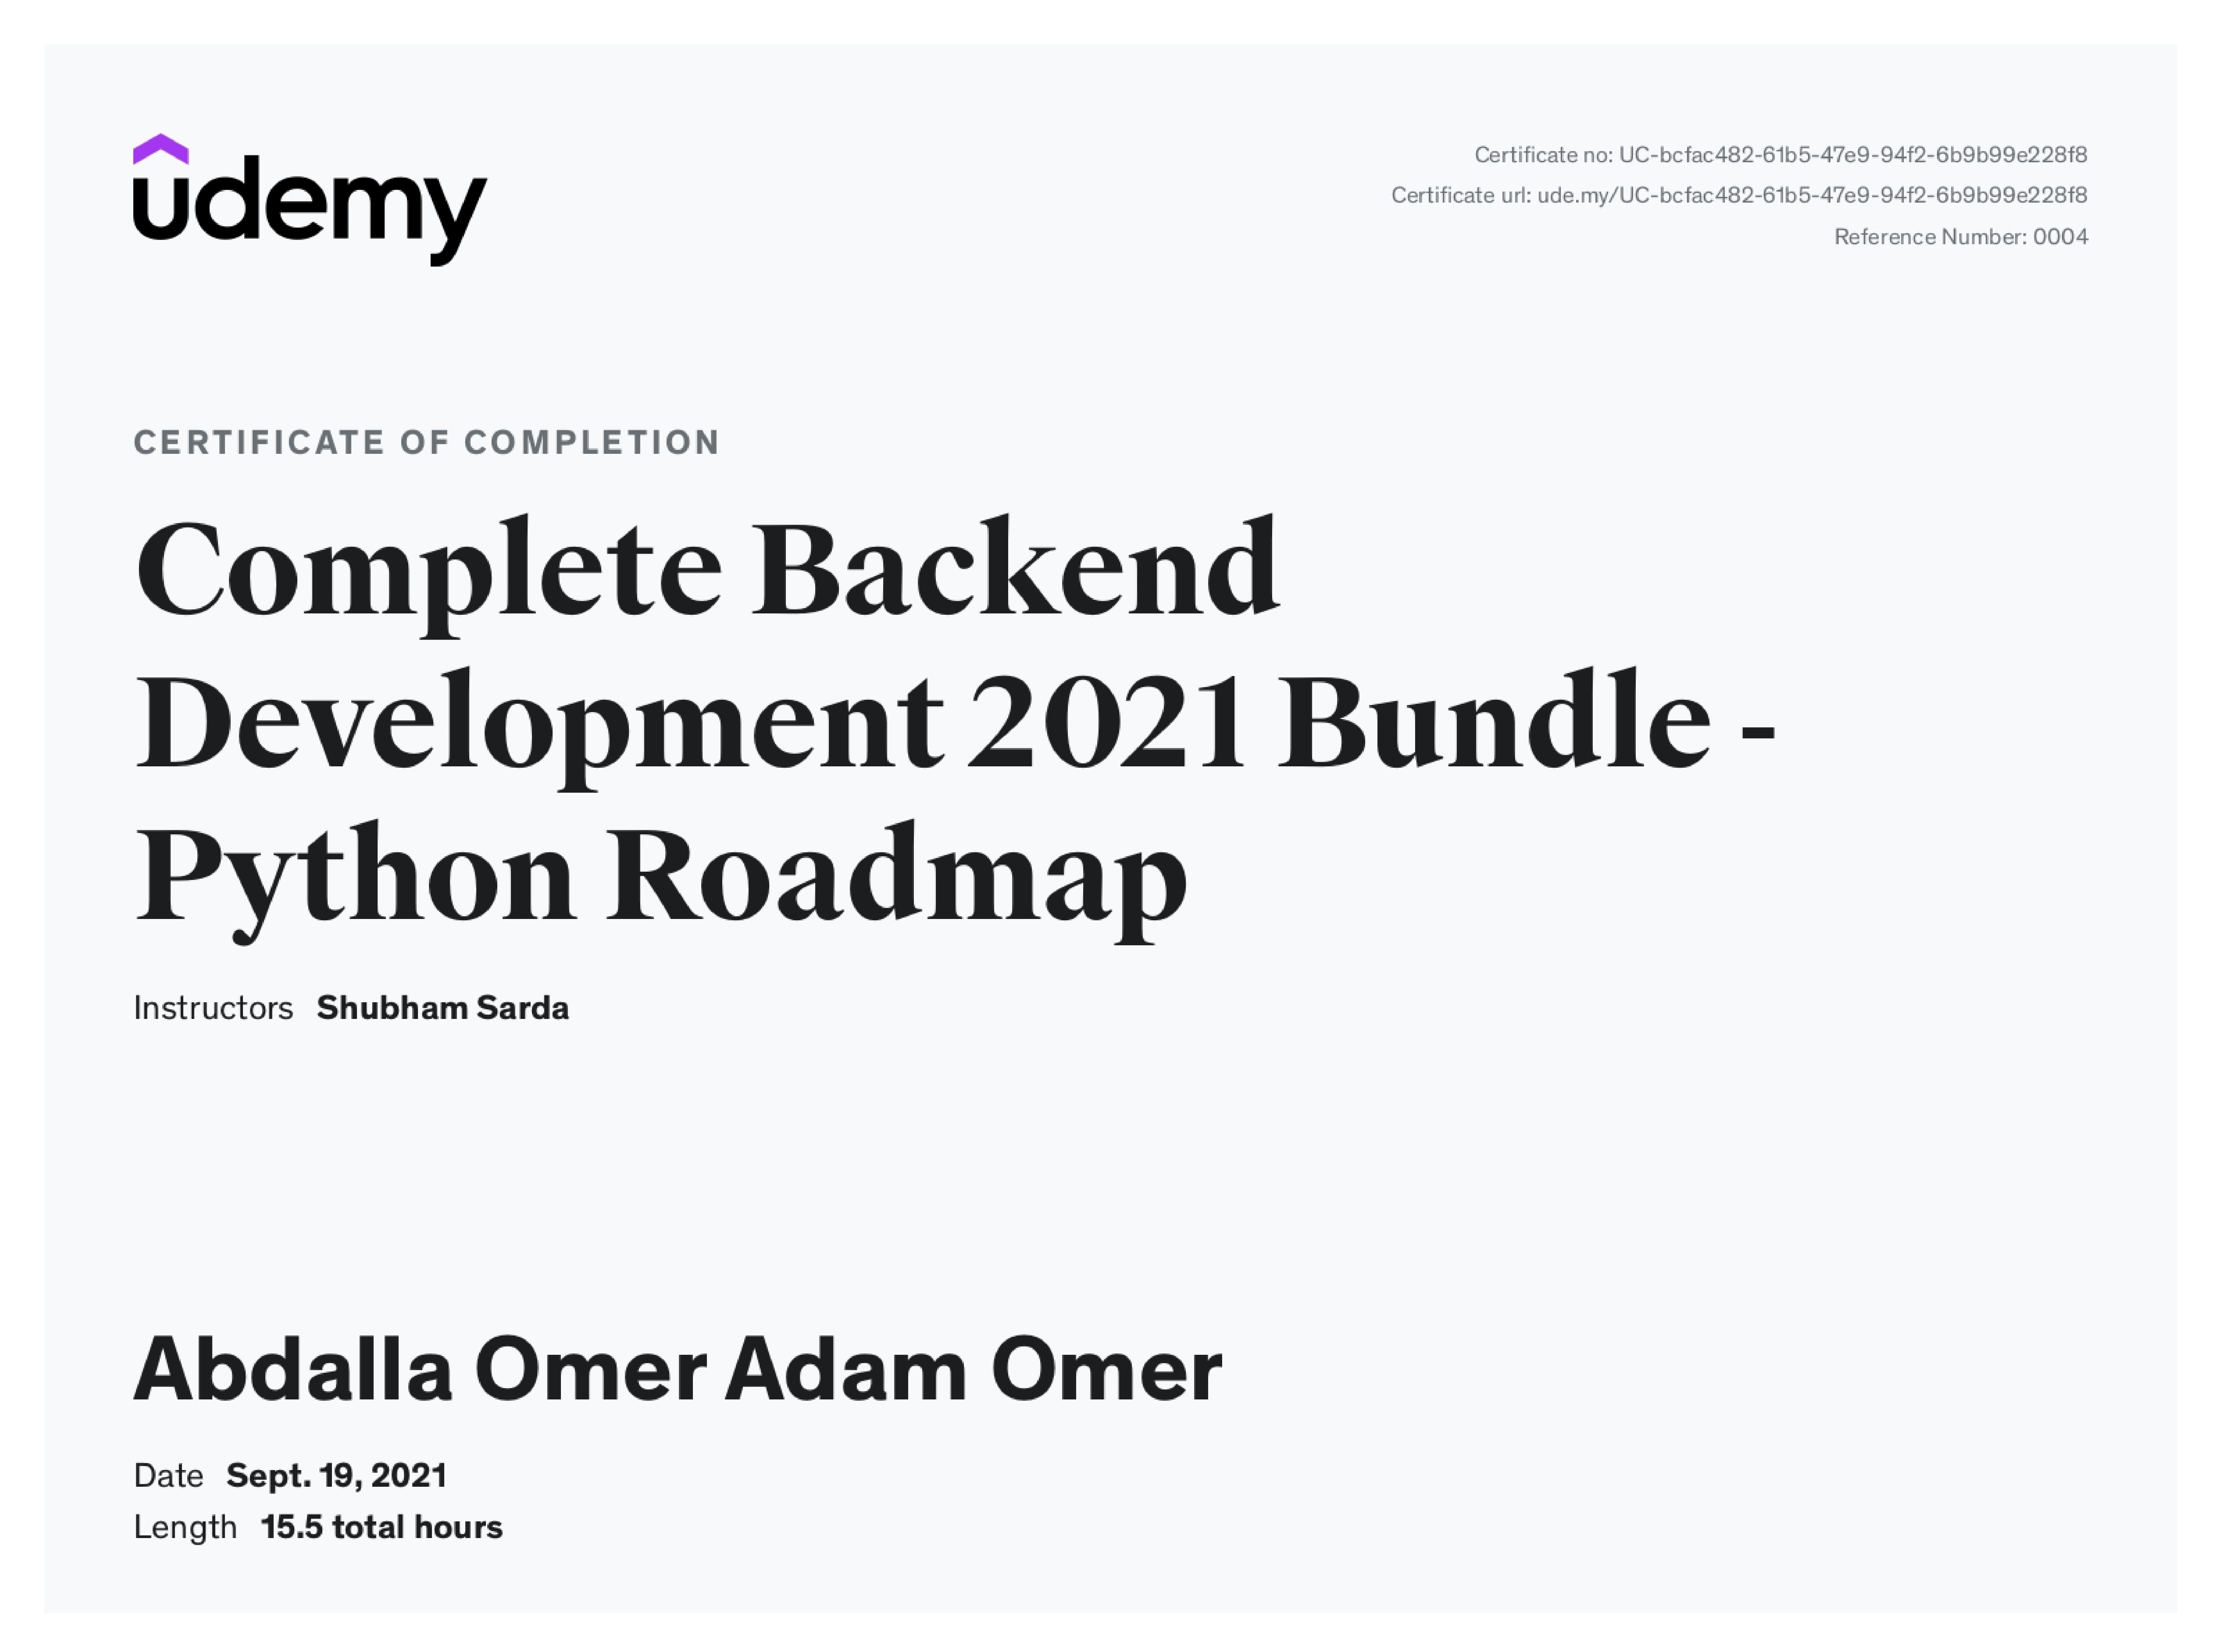 udemy
Certificate no: UC-bcfac482-61b5-47e9-94f2-6b9b99e228f8
Certificate url: ude.my/UC-bcfac482-61b5-47e9-94f2-6b9b99e228f8
Reference Number: 0004
CERTIFICATE OF COMPLETION
Complete Backend
Development 2021 Bundle -
Python Roadmap
Instructors Shubham Sarda
Abdalla Omer Adam Omer
Date Sept. 19, 2021
Length 15.5 total hours